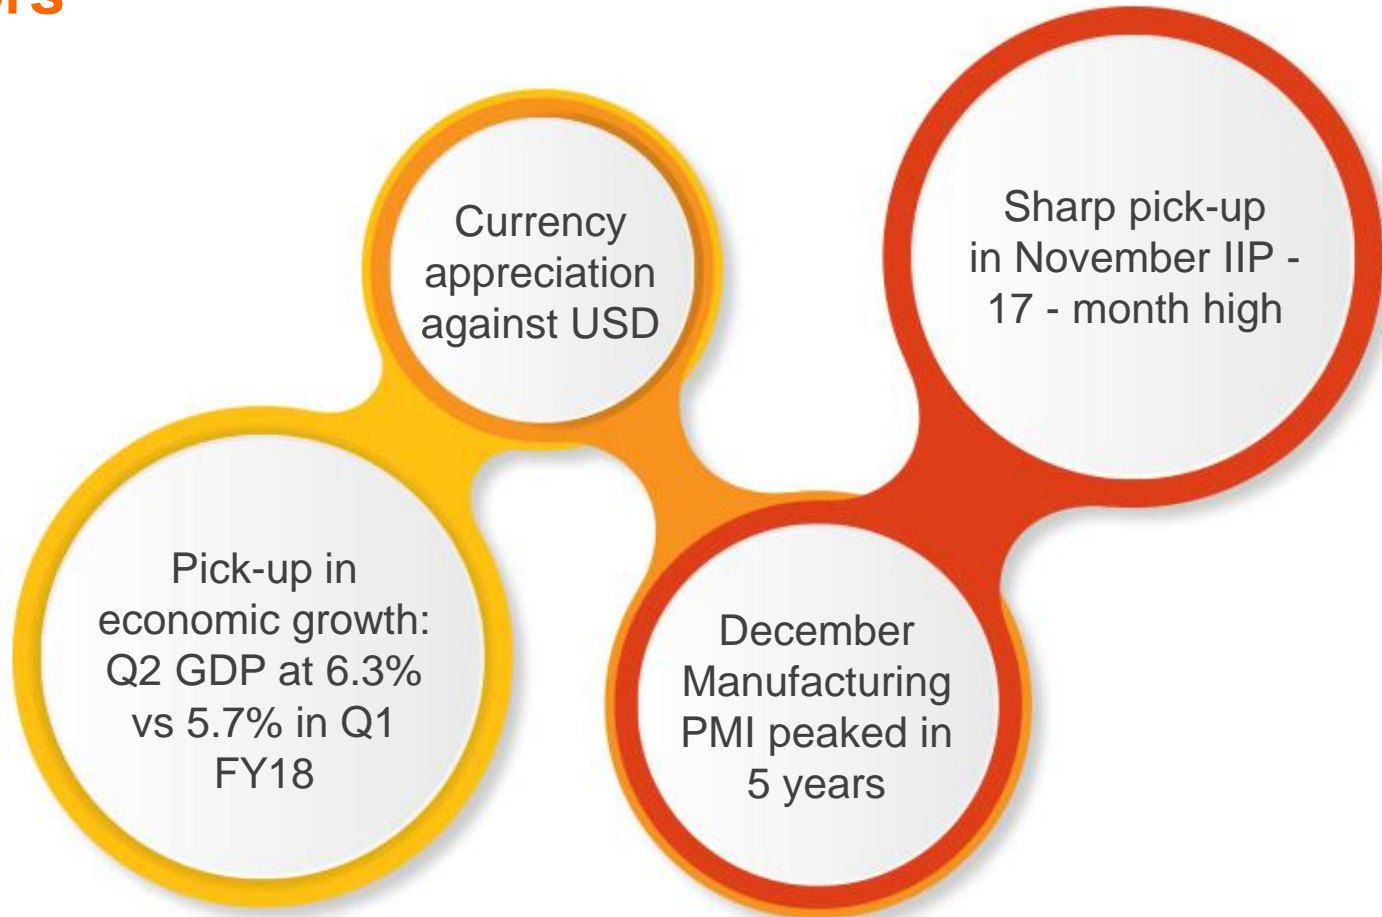 Currency
appreciation
against USD
Sharp pick-up
in November IIP -
17 - month high
Pick-up in
economic growth:
Q2 GDP at 6.3%
vs 5.7% in Q1
FY18
December
Manufacturing
PMI peaked in
5 years